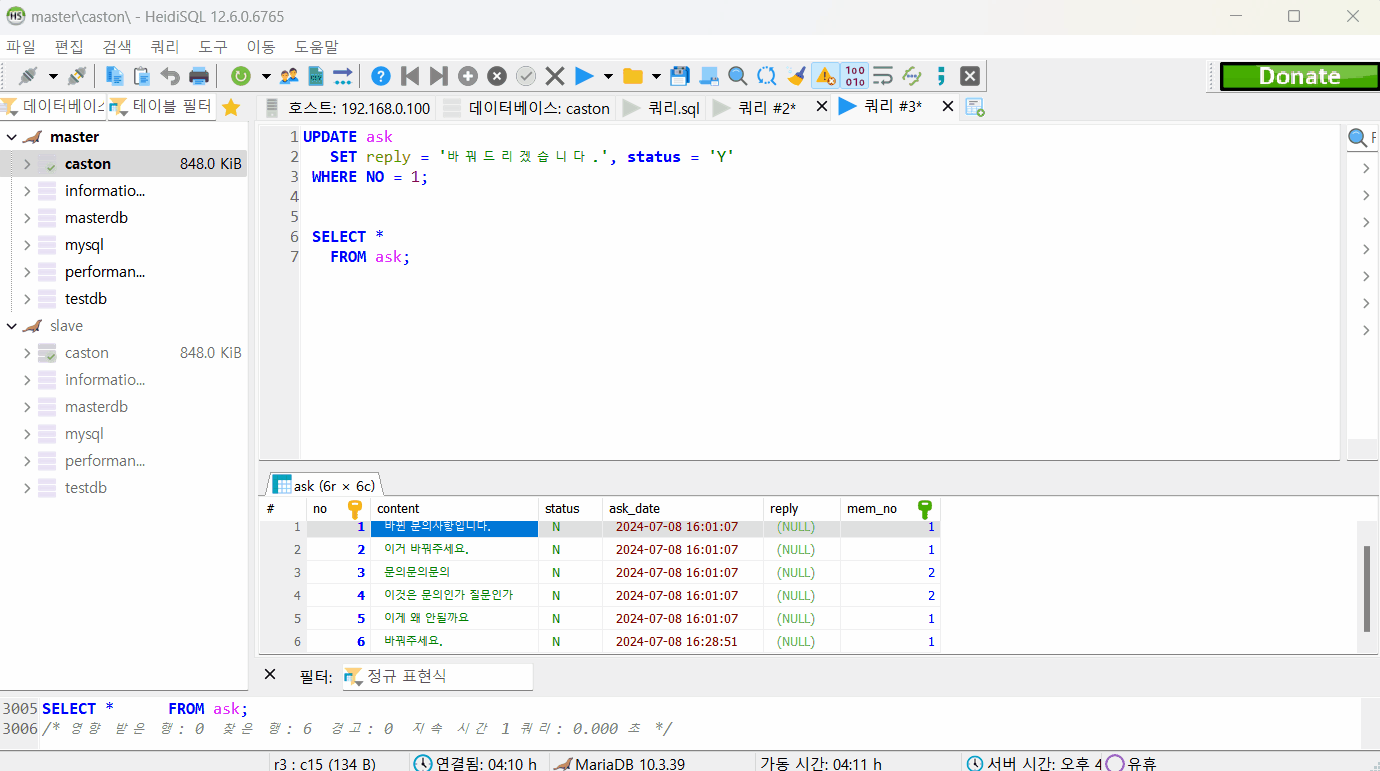 master\caston\ - HeidiSQL 12.6.0.6765
파일 편집 검색 쿼리 도구 이동 도움말
Donate
데이터베이스 테이블 필터
호스트: 192.168.0.100 데이터베이스: caston 쿼리.sql 쿼리 #2* 쿼리 #3*
master
caston 848.0 KiB
informatio...
masterdb
mysql
performan...
testdb
slave
caston 848.0 KiB
informatio...
masterdb
mysql
performan...
testdb
1 UPDATE ask
2 SET reply = '바꿔드리겠습니다.', status = 'Y'
3 WHERE NO = 1;
4
5
6 SELECT *
7 FROM ask;
F
ask (6r × 6c)
# no content status ask_date reply mem_no
1 1 바뀐 문의사항입니다. N 2024-07-08 16:01:07 (NULL) 1
2 2 이거 바꿔주세요. N 2024-07-08 16:01:07 (NULL) 1
3 3 문의문의문의 N 2024-07-08 16:01:07 (NULL) 2
4 4 이것은 문의인가 질문인가 N 2024-07-08 16:01:07 (NULL) 2
5 5 이게 왜 안될까요 N 2024-07-08 16:01:07 (NULL) 1
6 6 바꿔주세요. N 2024-07-08 16:28:51 (NULL) 1
필터: 정규 표현식
3005 SELECT * FROM ask;
3006 /* 영향 받은 행: 0 찾은 행: 6 경고: 0 지속 시간 1 쿼리: 0.000 초 */
r3 : c15 (134 B) 연결됨: 04:10 h MariaDB 10.3.39 가동 시간: 04:11 h 서버 시간: 오후 4 유휴